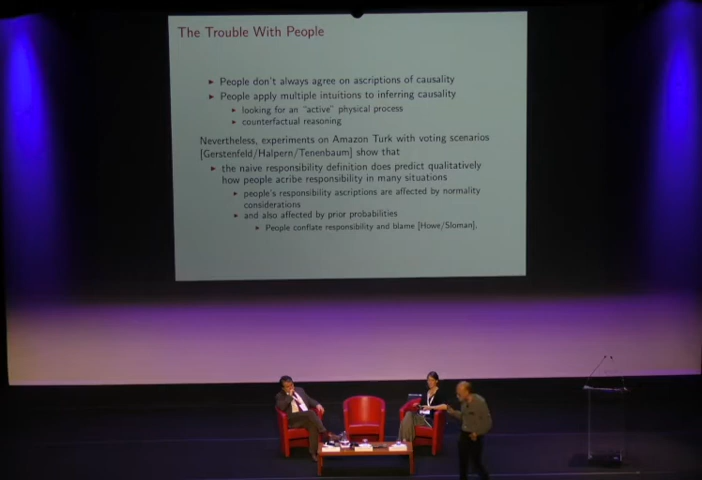 The Trouble With People
People don't always agree on ascriptions of causality
People apply multiple intuitions to inferring causality
looking for an "active" physical process
counterfactual reasoning
Nevertheless, experiments on Amazon Turk with voting scenarios
[Gerstenfeld/Halpern/Tenenbaum] show that
the naive responsibility definition does predict qualitatively
how people acribe responsibility in many situations
people's responsibility ascriptions are affected by normality
considerations
and also affected by prior probabilities
People conflate responsibility and blame [Howe/Sloman],